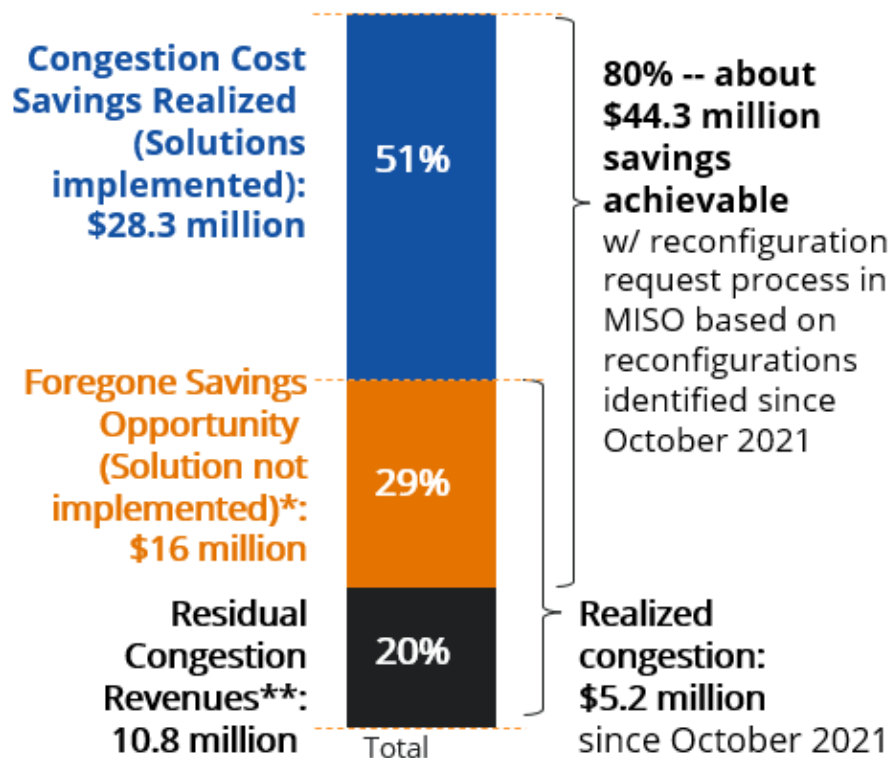 Congestion Cost
Savings Realized
(Solutions
implemented):
$28.3 million
51%
80% -- about
$44.3 million
savings
achievable
w/ reconfiguration
request process in
MISO based on
reconfigurations
identified since
October 2021
Foregone Savings
Opportunity
(Solution not
implemented)*:
$16 million
29%
Residual
Congestion
Revenues**:
10.8 million
20%
Realized
congestion:
$5.2 million
since October 2021
Total